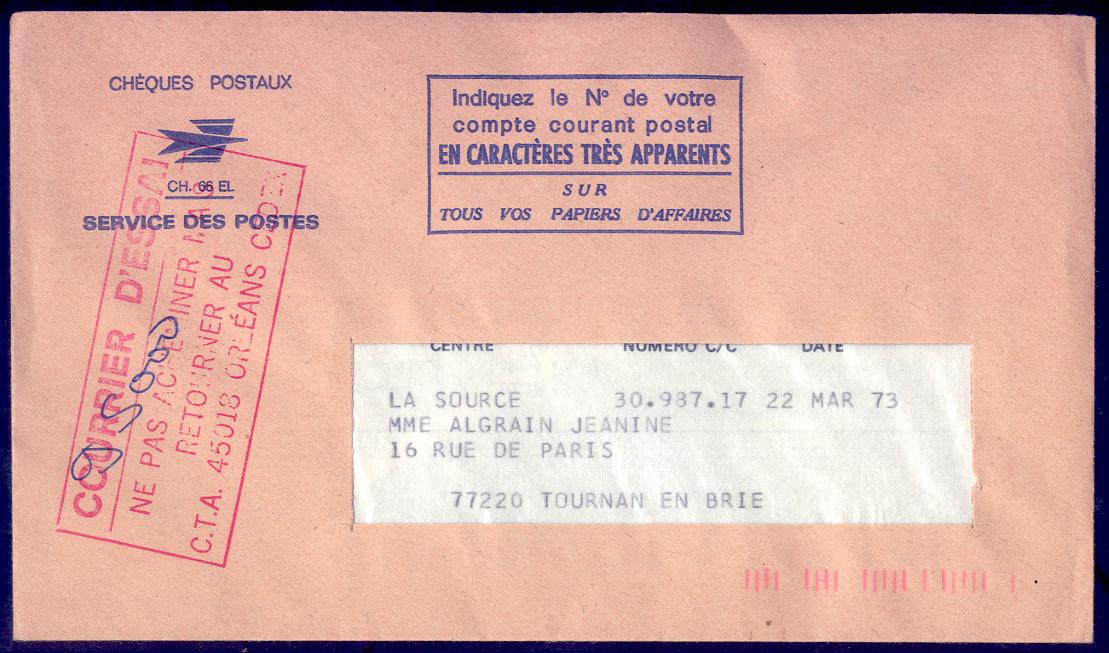 CHÈQUES POSTAUX
CH. 66 EL
SERVICE DES POSTES
Indiquez le N° de votre
compte courant postal
EN CARACTÈRES TRÈS APPARENTS
SUR
TOUS VOS PAPIERS D'AFFAIRES
COURRIER D'ESSAI
NE PAS ACHEMINER MAIS
RETOURNER AU
C.T.A. 45018 ORLÉANS CEDEX
CENTRE NUMERO C/C DATE
LA SOURCE 30.987.17 22 MAR 73
MME ALGRAIN JEANINE
16 RUE DE PARIS
77220 TOURNAN EN BRIE